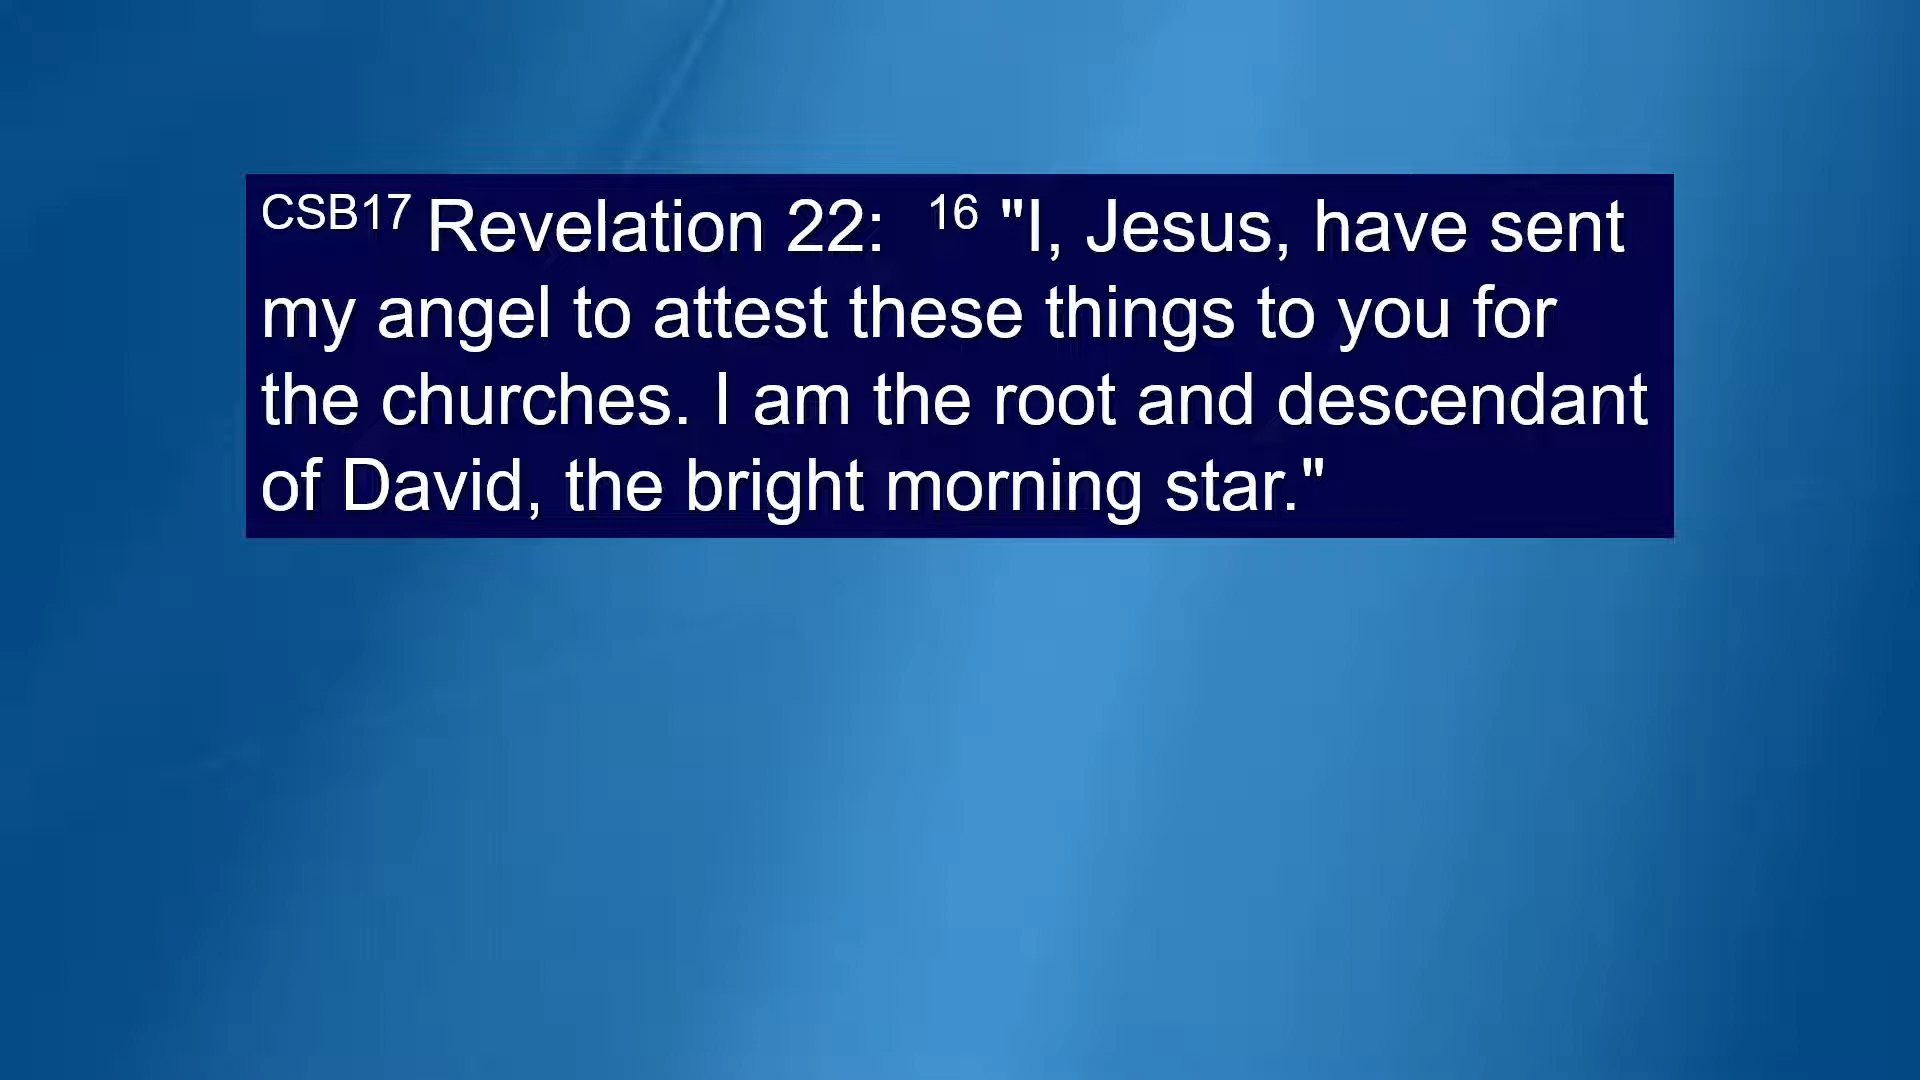 CSB17 Revelation 22: 16 "I, Jesus, have sent
my angel to attest these things to you for
the churches. I am the root and descendant
of David, the bright morning star."